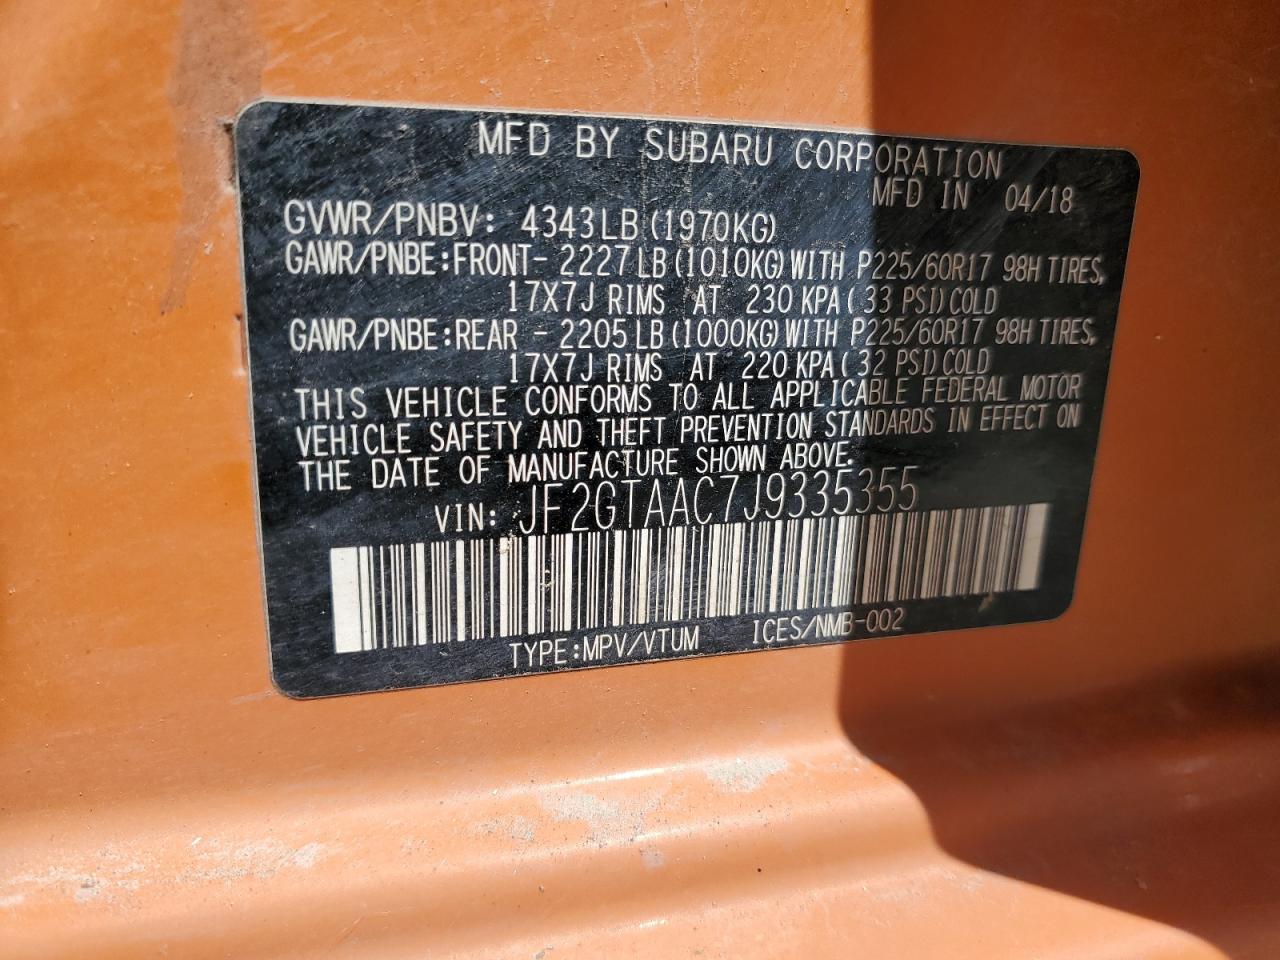 MFD BY SUBARU CORPORATION
MFD IN 04/18
GVWR/PNBV: 4343LB (1970KG)
GAWR/PNBE:FRONT- 2227LB(1010KG)WITH P225/60R17 98H TIRES,
17X7J RIMS AT 230 KPA( 33 PSI)COLD
GAWR/PNBE:REAR - 2205LB(1000KG)WITH P225/60R17 98H TIRES,
17X7J RIMS AT 220 KPA( 32 PSI)COLD
THIS VEHICLE CONFORMS TO ALL APPLICABLE FEDERAL MOTOR
VEHICLE SAFETY AND THEFT PREVENTION STANDARDS IN EFFECT ON
THE DATE OF MANUFACTURE SHOWN ABOVE.
VIN: JF2GTAAC7J9335355
TYPE:MPV/VTUM ICES/NMB-002